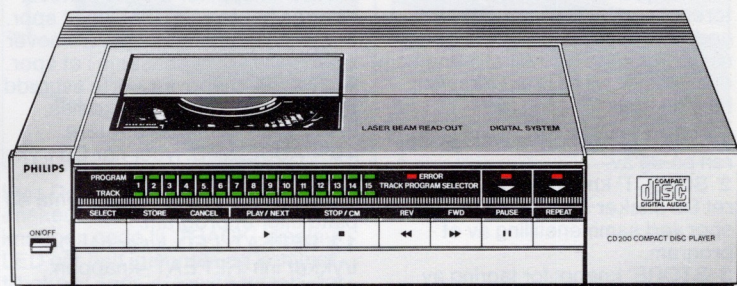 LASER BEAM READ-OUT DIGITAL SYSTEM
PHILIPS
PROGRAM
1 2 3 4 5 6 7 8 9 10 11 12 13 14 15
TRACK
ERROR
TRACK PROGRAM SELECTOR
SELECT STORE CANCEL PLAY/NEXT STOP/CM REV FWD PAUSE REPEAT
ON/OFF
COMPACT
disc
DIGITAL AUDIO
CD200 COMPACT DISC PLAYER